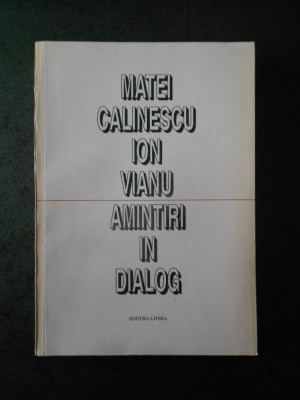 MATEI
CALINESCU
ION
VIANU
AMINTIRI
IN
DIALOG
EDITURA LITERA